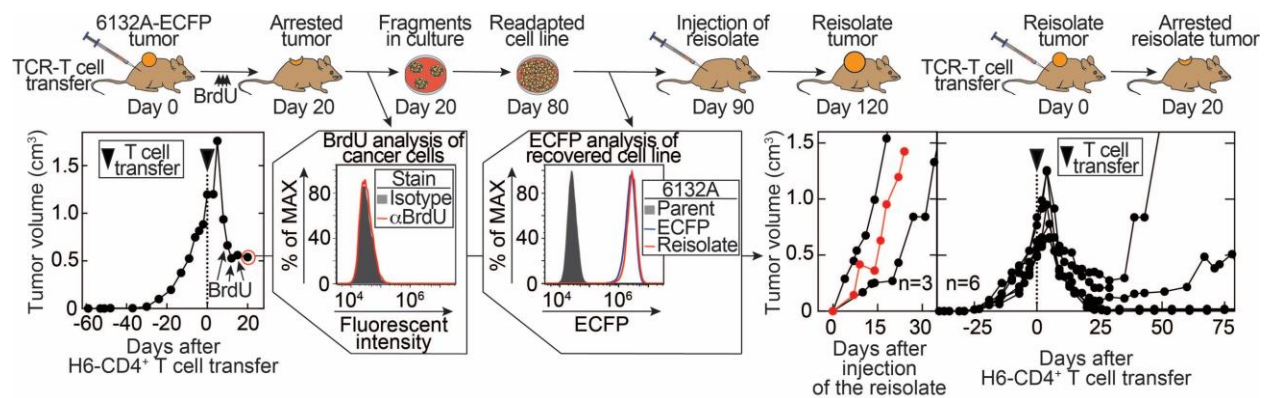 6132A-ECFP
tumor
TCR-T cell
transfer
Day 0
BrdU
Arrested
tumor
Day 20
Fragments
in culture
Day 20
Readapted
cell line
Day 80
Injection of
reisolate
Day 90
Reisolate
tumor
Day 120
Reisolate
tumor
TCR-T cell
transfer
Day 0
Arrested
reisolate tumor
Day 20
Tumor volume (cm³)
1.5
1.0
0.5
0
T cell
transfer
BrdU
-60 -40 -20 0 20
Days after
H6-CD4⁺ T cell transfer
BrdU analysis of
cancer cells
% of MAX
80
40
0
Stain
Isotype
αBrdU
10⁴ 10⁶
Fluorescent
intensity
ECFP analysis of
recovered cell line
% of MAX
80
40
0
6132A
Parent
ECFP
Reisolate
10⁴ 10⁶
ECFP
Tumor volume (cm³)
1.5
1.0
0.5
0
n=3
0 15 30
Days after
injection
of the reisolate
T cell
transfer
n=6
-25 0 25 50 75
Days after
H6-CD4⁺ T cell transfer